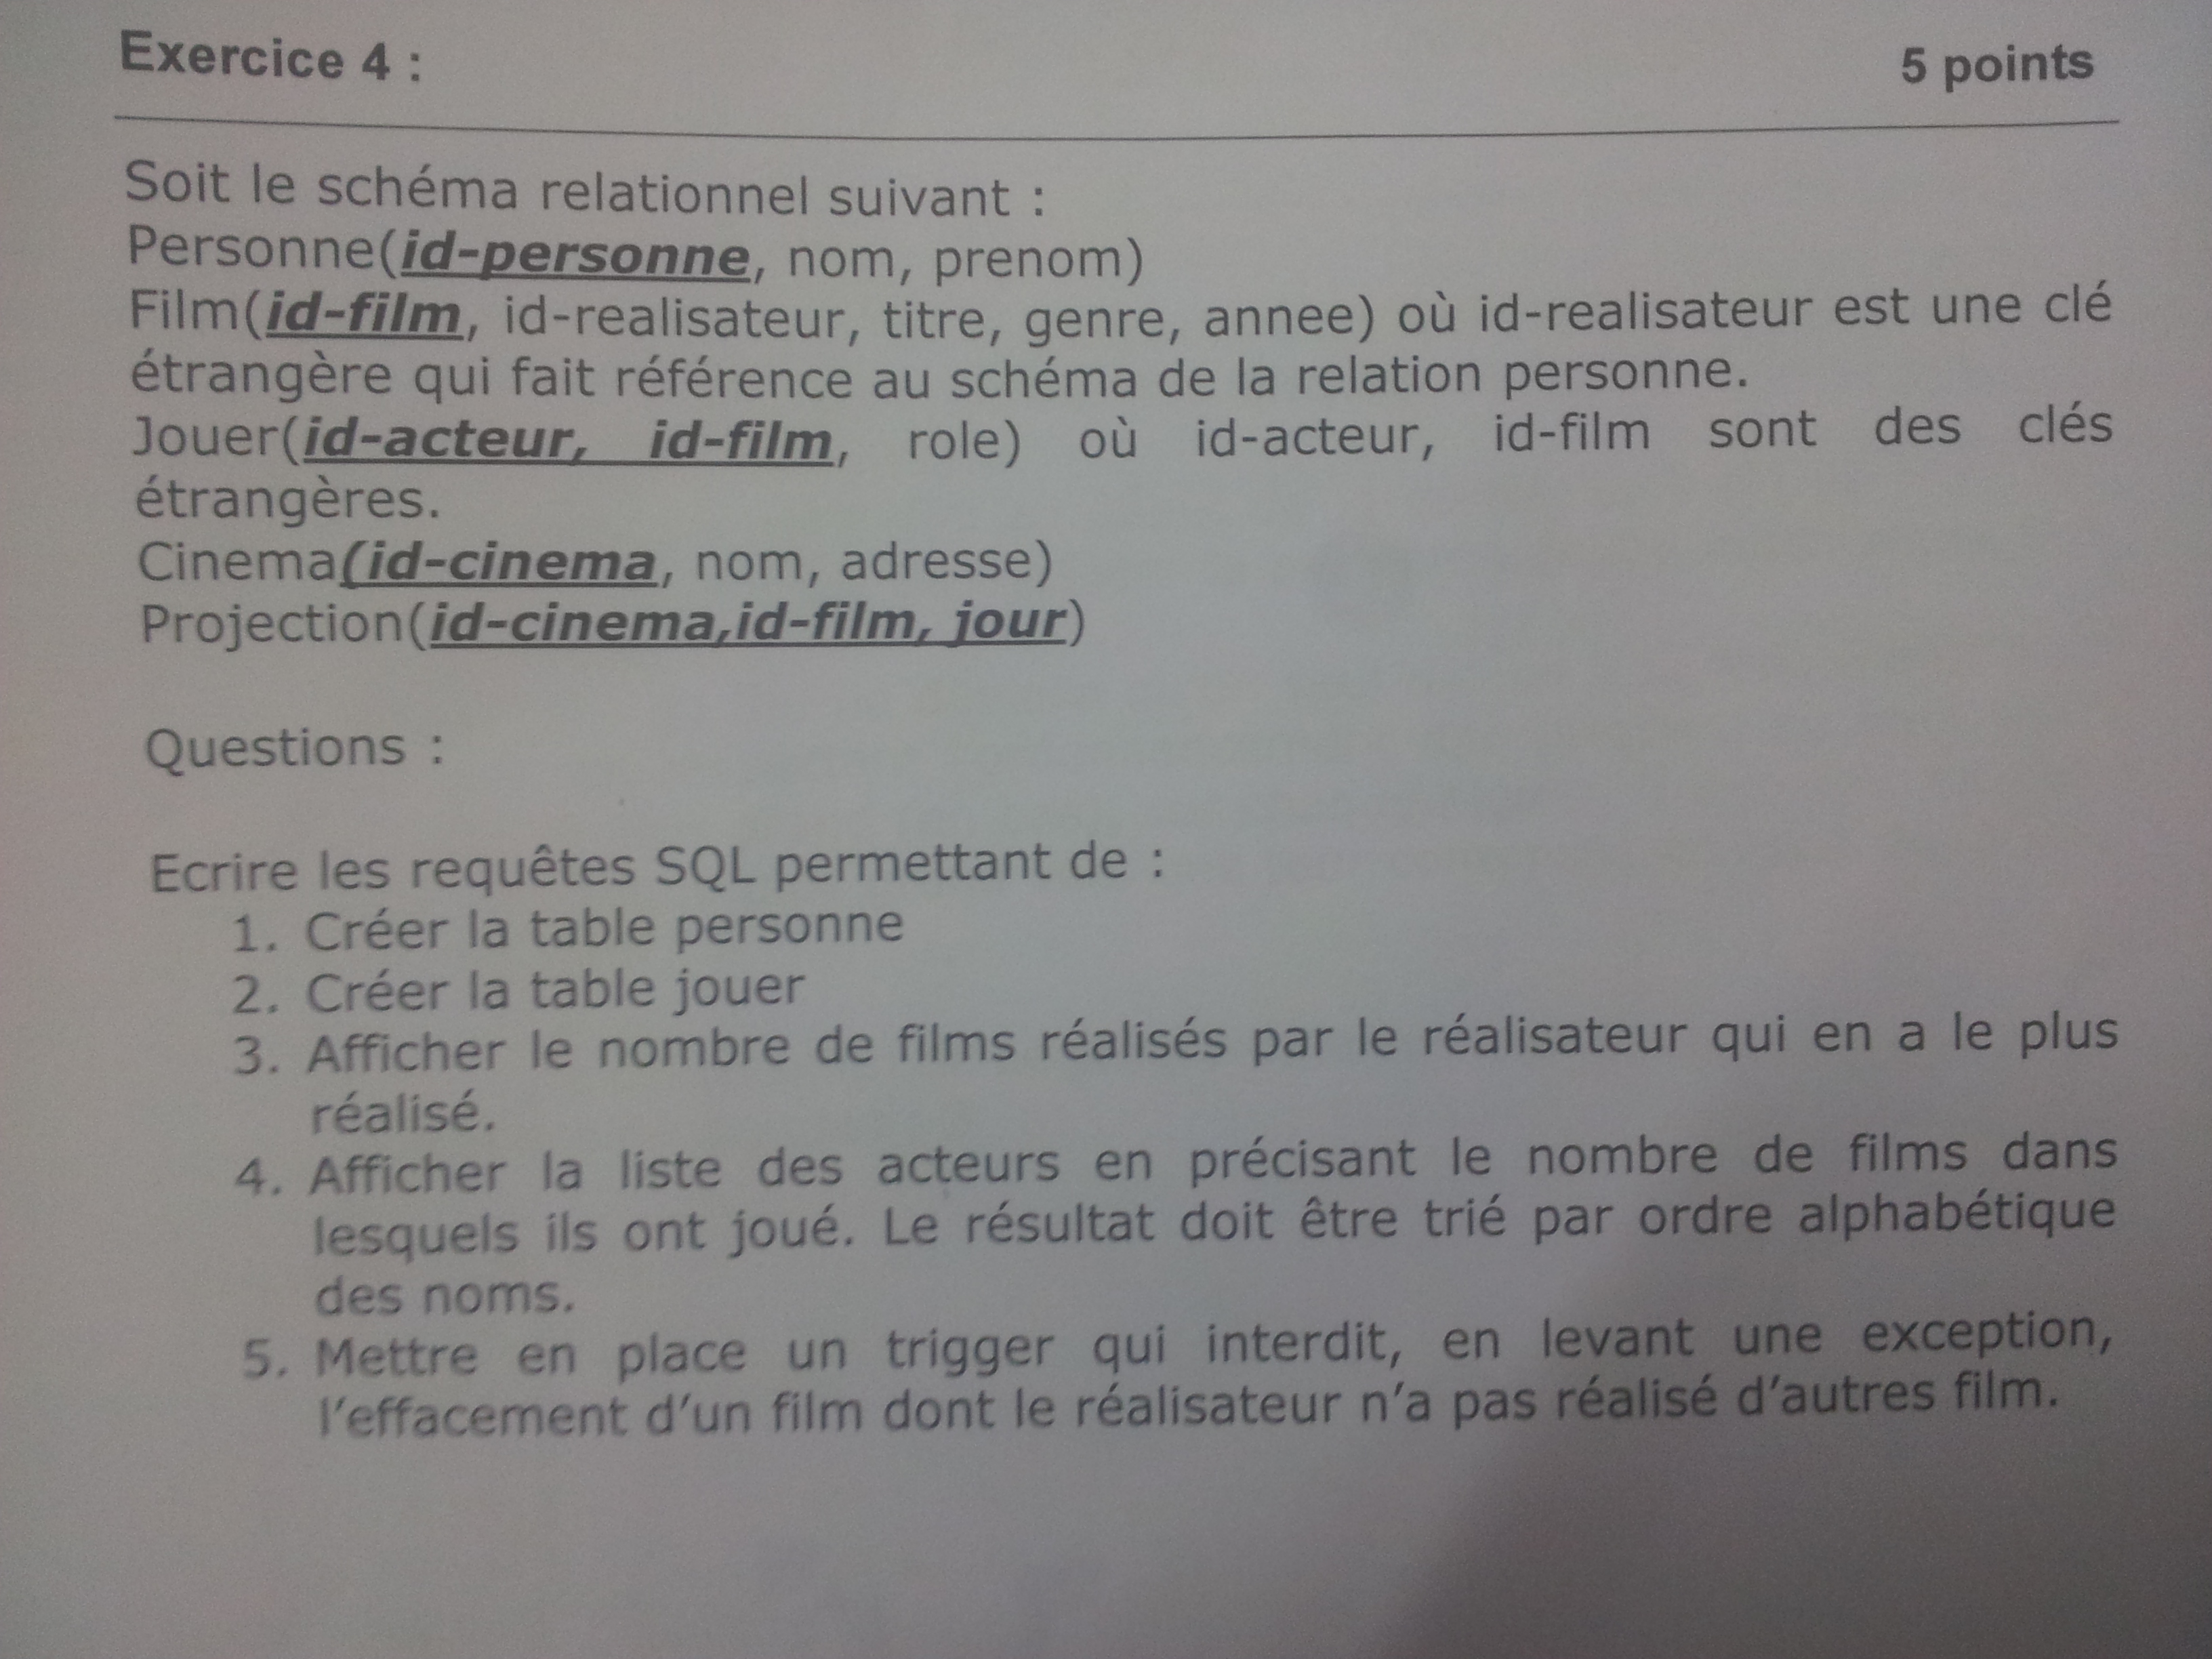 Exercice 4 : 5 points
Soit le schéma relationnel suivant :
Personne(id-personne, nom, prenom)
Film(id-film, id-realisateur, titre, genre, annee) où id-realisateur est une clé
étrangère qui fait référence au schéma de la relation personne.
Jouer(id-acteur, id-film, role) où id-acteur, id-film sont des clés
étrangères.
Cinema(id-cinema, nom, adresse)
Projection(id-cinema,id-film, jour)
Questions :
Ecrire les requêtes SQL permettant de :
1. Créer la table personne
2. Créer la table jouer
3. Afficher le nombre de films réalisés par le réalisateur qui en a le plus
réalisé.
4. Afficher la liste des acteurs en précisant le nombre de films dans
lesquels ils ont joué. Le résultat doit être trié par ordre alphabétique
des noms.
5. Mettre en place un trigger qui interdit, en levant une exception,
l'effacement d'un film dont le réalisateur n'a pas réalisé d'autres film.